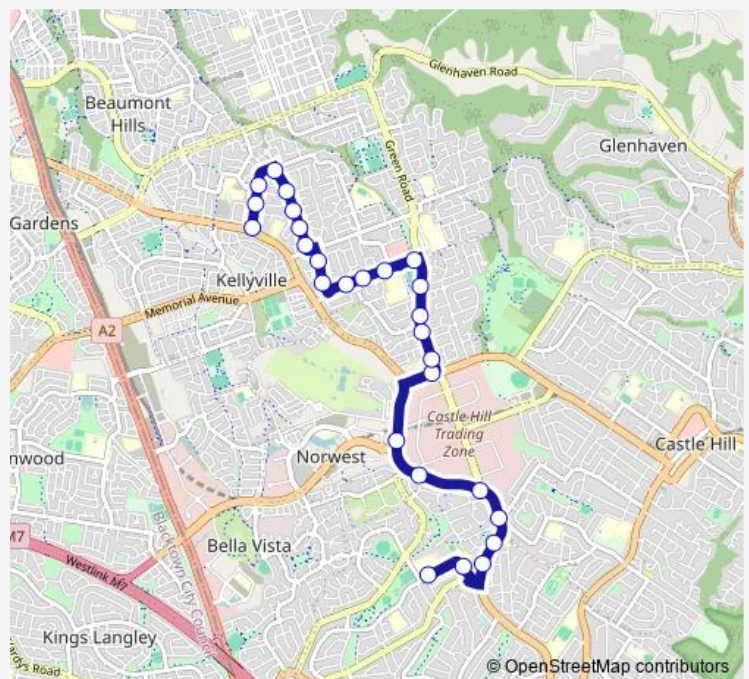 Glenhaven Road
Beaumont
Hills
Green Road
Glenhaven
Gardens
Kellyville
Memorial Avenue
A2
Castle Hill
Trading
Zone
Castle Hill
nwood
Norwest
M7
Bella Vista
Westlink M7
Blacktown City Council
Kings Langley
ardy's Road
© OpenStreetMap contributors